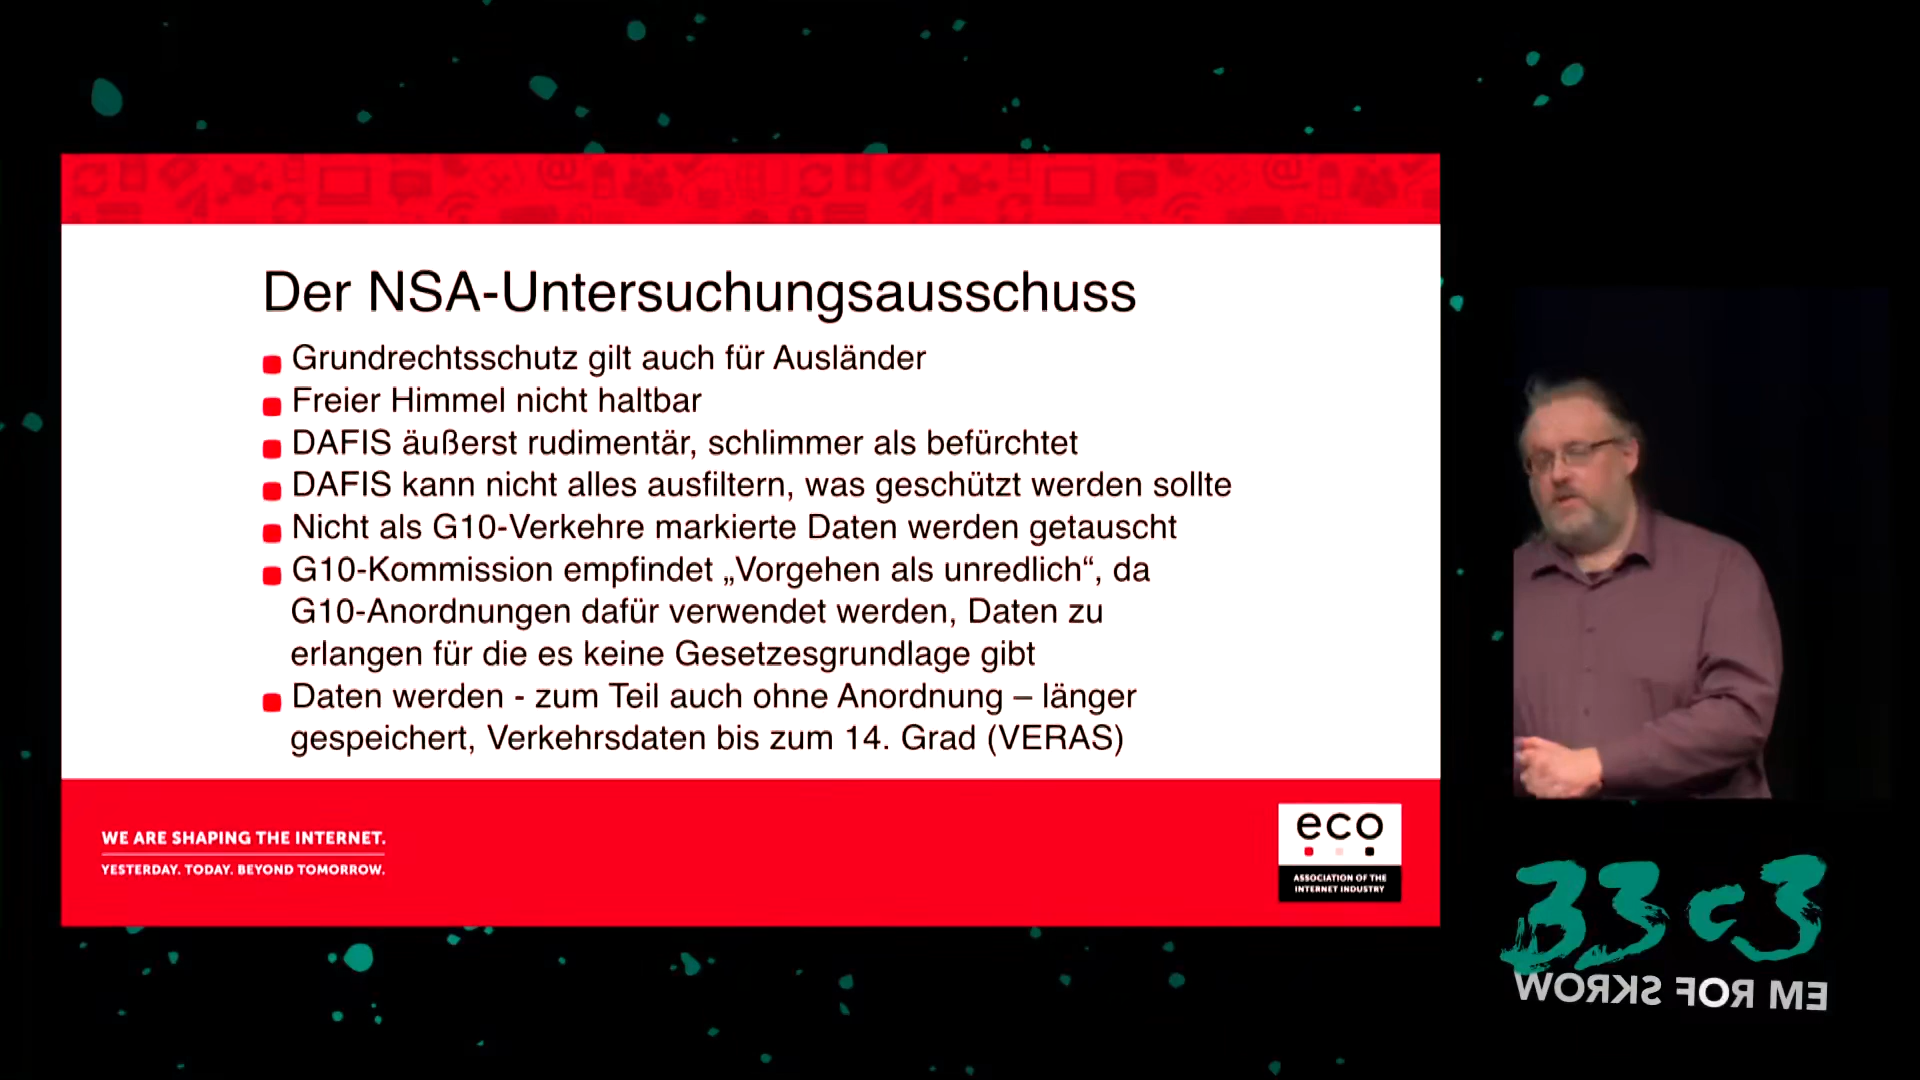 Der NSA-Untersuchungsausschuss
Grundrechtsschutz gilt auch für Ausländer
Freier Himmel nicht haltbar
DAFIS äußerst rudimentär, schlimmer als befürchtet
DAFIS kann nicht alles ausfiltern, was geschützt werden sollte
Nicht als G10-Verkehre markierte Daten werden getauscht
G10-Kommission empfindet „Vorgehen als unredlich“, da
G10-Anordnungen dafür verwendet werden, Daten zu
erlangen für die es keine Gesetzesgrundlage gibt
Daten werden - zum Teil auch ohne Anordnung – länger
gespeichert, Verkehrsdaten bis zum 14. Grad (VERAS)
WE ARE SHAPING THE INTERNET.
YESTERDAY. TODAY. BEYOND TOMORROW.
eco
ASSOCIATION OF THE
INTERNET INDUSTRY
33c3
WORKS FOR ME